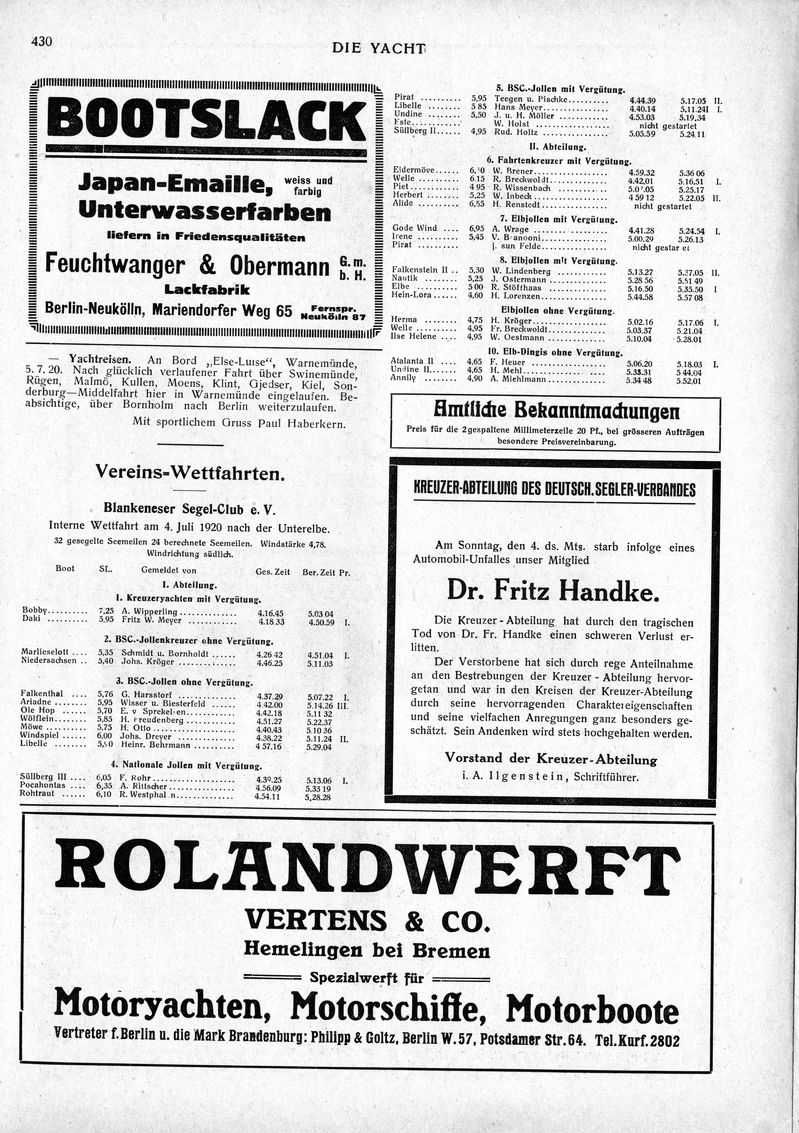 430
DIE YACHT
BOOTSLACK
Japan-Emaille, weiss und farbig
Unterwasserfarben
liefern in Friedensqualitäten
Feuchtwanger & Obermann G. m. b. H.
Lackfabrik
Berlin-Neukölln, Mariendorfer Weg 65 Fernspr. Neukölln 87
— Yachtreisen. An Bord „Else-Luise“, Warnemünde,
5. 7. 20. Nach glücklich verlaufener Fahrt über Swinemünde,
Rügen, Malmö, Kullen, Moens, Klint, Gjedser, Kiel, Son-
derburg—Middelfahrt hier in Warnemünde eingelaufen. Be-
absichtige, über Bornholm nach Berlin weiterzulaufen.
Mit sportlichem Gruss Paul Haberkern.
Vereins-Wettfahrten.
Blankeneser Segel-Club e. V.
Interne Wettfahrt am 4. Juli 1920 nach der Unterelbe.
32 gesegelte Seemeilen 24 berechnete Seemeilen. Windstärke 4,78.
Windrichtung südlich.
Boot SL. Gemeldet von Ges. Zeit Ber. Zeit Pr.
I. Abteilung.
1. Kreuzeryachten mit Vergütung.
Bobby.......... 7,25 A. Wipperling ............. 4.16.45 5.03 04
Daki .......... 5,95 Fritz W. Meyer ........... 4.18.33 4.50.59 I.
2. BSC.-Jollenkreuzer ohne Vergütung.
Marlieselott .... 5,35 Schmidt u. Bornholdt ...... 4.26 42 4.51.04 I.
Niedersachsen .. 5,40 Johs. Kröger ............. 4.46.25 5.11.03
3. BSC.-Jollen ohne Vergütung.
Falkenthal .... 5,76 G. Harsstorf ............. 4.37.29 5.07.22 I.
Ariadne ....... 5,95 Wisser u. Biesterfeld ...... 4.42.00 5.14.26 III.
Ole Hop ..... 5,70 E. v Sprekelsen........... 4.42.18 5.11 32
Wölflein....... 5,85 H. Freudenberg ........... 4.51.27 5.22,37
Möwe ......... 5,75 H. Otto .................. 4.40.43 5.10 36
Windspiel ..... 6,00 Johs. Dreyer ............. 4.38.22 5.11.24 II.
Libelle ........ Heinr. Behrmann .......... 4 57.16 5.29.04
4. Nationale Jollen mit Vergütung.
Süllberg III .... 6,05 F. Rohr .................. 4.39.25 5.13.06 I.
Pocahontas .... 6,35 A. Rittscher .............. 4.56.09 5.33 19
Rohtraut ...... 6,10 R. Westphalen............. 4.54.11 5,28.28
5. BSC.-Jollen mit Vergütung.
Pirat .......... 5,95 Teegen u. Pischke.......... 4.44.39 5.17.05 II.
Libelle ........ 5 85 Hans Meyer................ 4.40.14 5.11.24 I.
Undine ........ 5,50 J. u. H. Möller ............ 4.53.03 5.19,34
Este............ W. Holst .................. nicht gestartet
Süllberg II...... 4,95 Rud. Holtz ................ 5.03.59 5.24.11
II. Abteilung.
6. Fahrtenkreuzer mit Vergütung.
Eidermöve...... W. Brener.................. 4.59.32 5.36 06
Welle .......... 6 15 R. Breckwoldt.............. 4.42.01 5.16.51 I.
Piet............ 4 95 R. Wissenbach ............ 5.25.17
Herbert ........ 5,25 W. Inbeck.................. 4 59 12 5.22.05 II.
Alide .......... 6,55 H. Renstedt................ nicht gestartet
7. Elbjollen mit Vergütung.
Gode Wind .... 6,95 A. Wrage .................. 4.41.28 5.24.54 I.
Irene .......... 5,45 V. Bianooni................ 5.00.29 5.26.13
Pirat .......... J. sun Felde................ nicht gestartet
8. Elbjollen mit Vergütung.
Falkenstein II .. 5,30 W. Lindenberg ............ 5.13.27 5.37.05 II.
Nautik ........ 5,25 J. Ostermann .............. 5.28 56 5.51 49
Elbe .......... 5 00 R. Stöffhaas .............. 5.16.50 5.35.50 I
Hein-Lora...... 4,60 H. Lorenzen................ 5.44.58 5.57 08
Elbjollen ohne Vergütung.
Herma ........ 4,75 H. Kröger.................. 5.02.16 5.17.06 I.
Welle .......... 4,95 Fr. Breckwoldt.............. 5.03.37 5.21.04
Ilse Helene .... 4,95 W. Oestmann .............. 5.10.04 5.28.01
10. Elb-Dingis ohne Vergütung.
Atalanta II .... 4,65 F. Heuer .................. 5.06.20 5.18.03 I.
Undine II...... 4,65 H. Mehl.................... 5.33.31 5 44.04
Annily ........ 4,90 A. Miehlmann .............. 5.34 48 5.52.01
Amtliche Bekanntmachungen
Preis für die 2gespaltene Millimeterzeile 20 Pf., bei grösseren Aufträgen
besondere Preisvereinbarung.
KREUZER-ABTEILUNG DES DEUTSCH. SEGLER-VERBANDES
Am Sonntag, den 4. ds. Mts. starb infolge eines
Automobil-Unfalles unser Mitglied
Dr. Fritz Handke.
Die Kreuzer-Abteilung hat durch den tragischen
Tod von Dr. Fr. Handke einen schweren Verlust er-
litten.
Der Verstorbene hat sich durch rege Anteilnahme
an den Bestrebungen der Kreuzer-Abteilung hervor-
getan und war in den Kreisen der Kreuzer-Abteilung
durch seine hervorragenden Charaktereigenschaften
und seine vielfachen Anregungen ganz besonders ge-
schätzt. Sein Andenken wird stets hochgehalten werden.
Vorstand der Kreuzer-Abteilung
i. A. Ilgenstein, Schriftführer.
ROLANDWERFT
VERTENS & CO.
Hemelingen bei Bremen
Spezialwerft für
Motoryachten, Motorschiffe, Motorboote
Vertreter f. Berlin u. die Mark Brandenburg: Philipp & Goltz, Berlin W. 57, Potsdamer Str. 64. Tel. Kurf. 2802